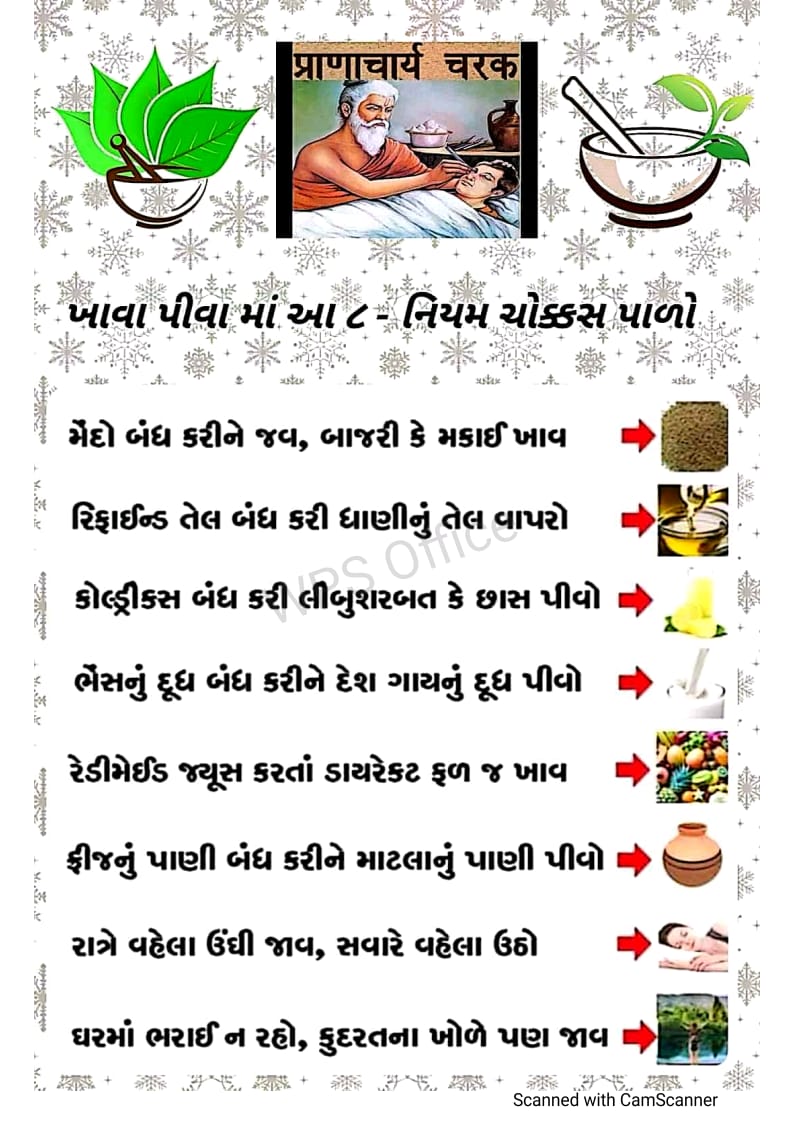 प्राणाचार्य चरक
ખાવા પીવા માં આ ૮ - નિયમ ચોક્કસ પાળો
મેંદો બંધ કરીને જવ, બાજરી કે મકાઈ ખાવ
રિફાઈન્ડ તેલ બંધ કરી ધાણીનું તેલ વાપરો
કોલ્ડ્રીકસ બંધ કરી લીબુશરબત કે છાસ પીવો
ભેંસનું દૂધ બંધ કરીને દેશ ગાયનું દૂધ પીવો
રેડીમેઈડ જ્યૂસ કરતાં ડાયરેકટ ફળ જ ખાવ
ફ્રીજનું પાણી બંધ કરીને માટલાનું પાણી પીવો
રાત્રે વહેલા ઉંઘી જાવ, સવારે વહેલા ઉઠો
ઘરમાં ભરાઈ ન રહો, કુદરતના ખોળે પણ જાવ
WPS Office
Scanned with CamScanner